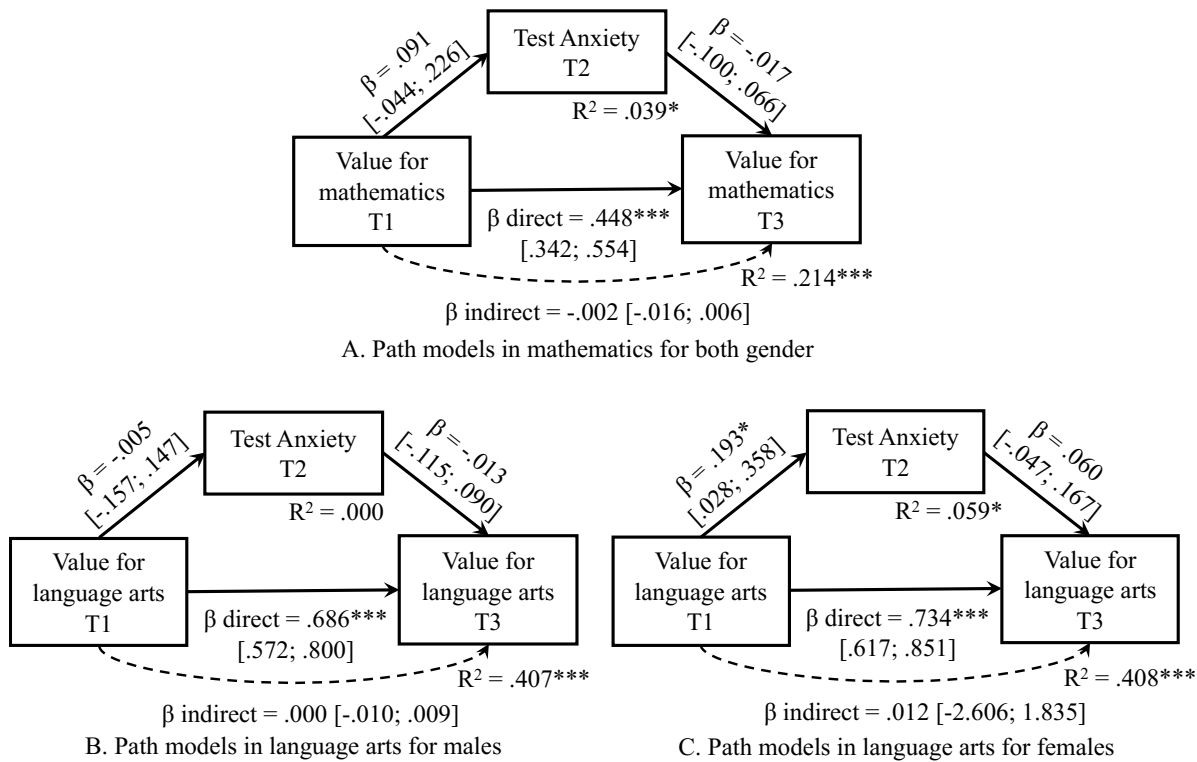 β = .091
[-.044; .226]
Test Anxiety
T2
β = -.017
[-.100; .066]
R² = .039*
Value for
mathematics
T1
Value for
mathematics
T3
β direct = .448***
[.342; .554]
R² = .214***
β indirect = -.002 [-.016; .006]
A. Path models in mathematics for both gender
β = -.005
[-.157; .147]
Test Anxiety
T2
β = -.013
[-.115; .090]
R² = .000
Value for
language arts
T1
Value for
language arts
T3
β direct = .686***
[.572; .800]
R² = .407***
β indirect = .000 [-.010; .009]
B. Path models in language arts for males
β = .193*
[.028; .358]
Test Anxiety
T2
β = .060
[-.047; .167]
R² = .059*
Value for
language arts
T1
Value for
language arts
T3
β direct = .734***
[.617; .851]
R² = .408***
β indirect = .012 [-2.606; 1.835]
C. Path models in language arts for females